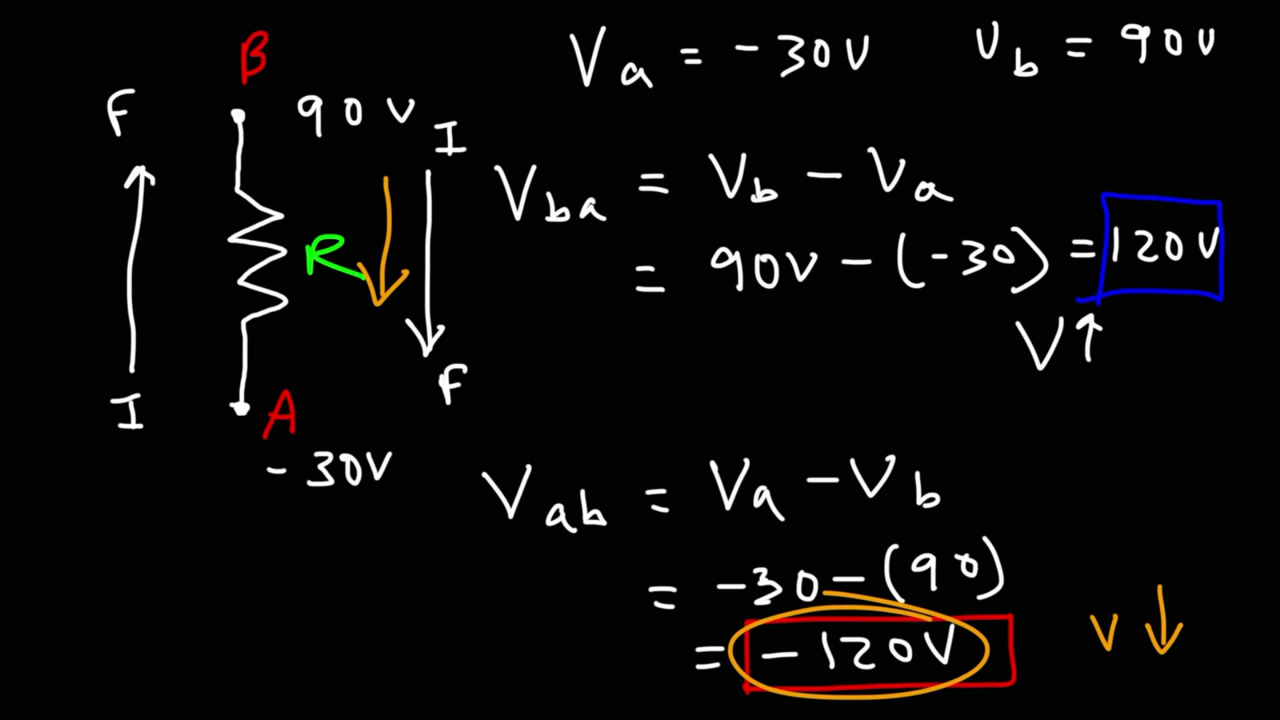 B
F
90V
I
R
I
F
A
-30V
Va = -30V
Vb = 90V
Vba = Vb - Va
= 90V - (-30) = 120V
V↑
Vab = Va - Vb
= -30 - (90)
= -120V
V↓